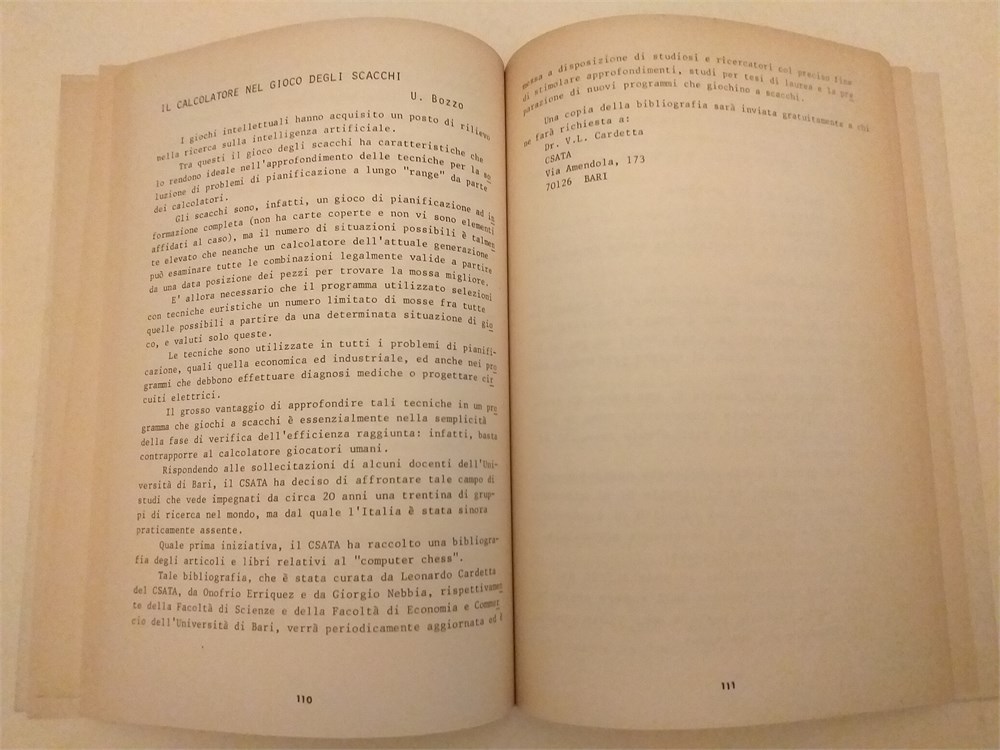 IL CALCOLATORE NEL GIOCO DEGLI SCACCHI
U. Bozzo
I giochi intellettuali hanno acquisito un posto di rilievo
nella ricerca sulla intelligenza artificiale.
Tra questi il gioco degli scacchi ha caratteristiche che
lo rendono ideale nell'approfondimento delle tecniche per la so
luzione di problemi di pianificazione a lungo "range" da parte
dei calcolatori.
Gli scacchi sono, infatti, un gioco di pianificazione ad in
formazione completa (non ha carte coperte e non vi sono elementi
affidati al caso), ma il numero di situazioni possibili è talmen
te elevato che neanche un calcolatore dell'attuale generazione
può esaminare tutte le combinazioni legalmente valide a partire
da una data posizione dei pezzi per trovare la mossa migliore.
E' allora necessario che il programma utilizzato selezioni
con tecniche euristiche un numero limitato di mosse fra tutte
quelle possibili a partire da una determinata situazione di gio
co, e valuti solo queste.
Le tecniche sono utilizzate in tutti i problemi di pianifi-
cazione, quali quella economica ed industriale, ed anche nei pro
grammi che debbono effettuare diagnosi mediche o progettare cir
cuiti elettrici.
Il grosso vantaggio di approfondire tali tecniche in un pro
gramma che giochi a scacchi è essenzialmente nella semplicità
della fase di verifica dell'efficienza raggiunta: infatti, basta
contrapporre al calcolatore giocatori umani.
Rispondendo alle sollecitazioni di alcuni docenti dell'Uni-
versità di Bari, il CSATA ha deciso di affrontare tale campo di
studi che vede impegnati da circa 20 anni una trentina di grup-
pi di ricerca nel mondo, ma dal quale l'Italia è stata sinora
praticamente assente.
Quale prima iniziativa, il CSATA ha raccolto una bibliogra-
fia degli articoli e libri relativi al "computer chess".
Tale bibliografia, che è stata curata da Leonardo Cardetta
del CSATA, da Onofrio Erriquez e da Giorgio Nebbia, rispettivamen
te della Facoltà di Scienze e della Facoltà di Economia e Commer
cio dell'Università di Bari, verrà periodicamente aggiornata ed è
110
messa a disposizione di studiosi e ricercatori col preciso fine
di stimolare approfondimenti, studi per tesi di laurea e la pre
parazione di nuovi programmi che giochino a scacchi.
Una copia della bibliografia sarà inviata gratuitamente a chi
ne farà richiesta a:
Dr. V.L. Cardetta
CSATA
Via Amendola, 173
70126 BARI
111